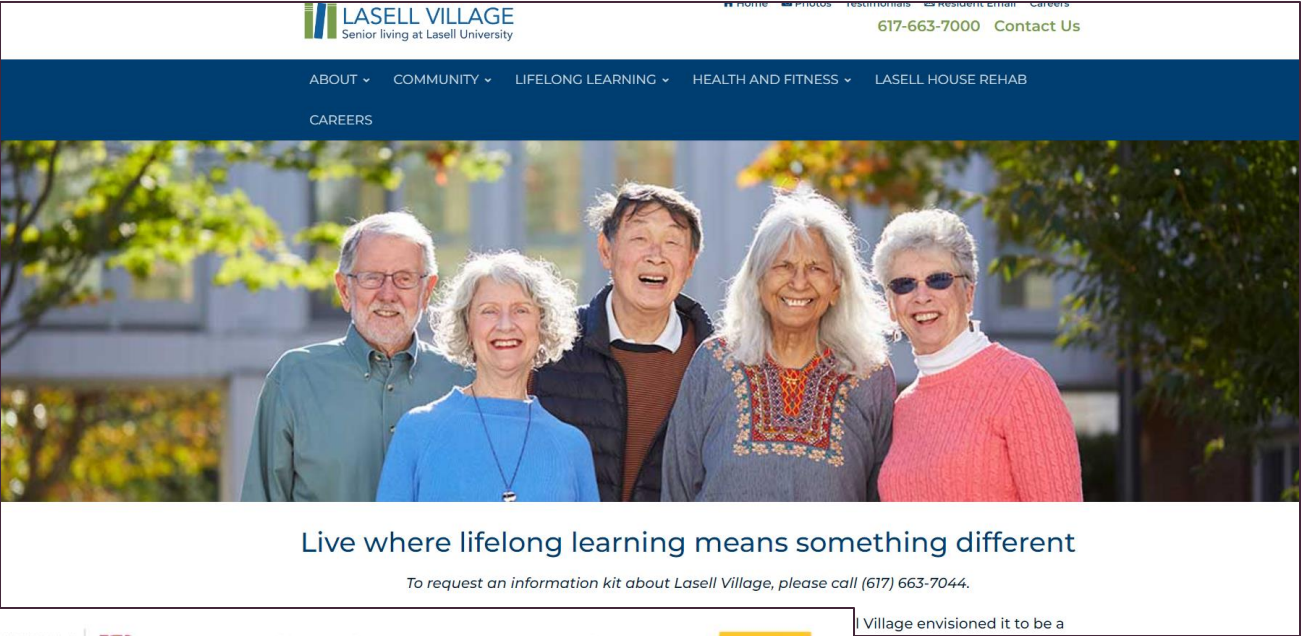 LASELL VILLAGE
Senior living at Lasell University
Home Photos Testimonials Resident Email Careers
617-663-7000 Contact Us
ABOUT COMMUNITY LIFELONG LEARNING HEALTH AND FITNESS LASELL HOUSE REHAB
CAREERS
Live where lifelong learning means something different
To request an information kit about Lasell Village, please call (617) 663-7044.
l Village envisioned it to be a